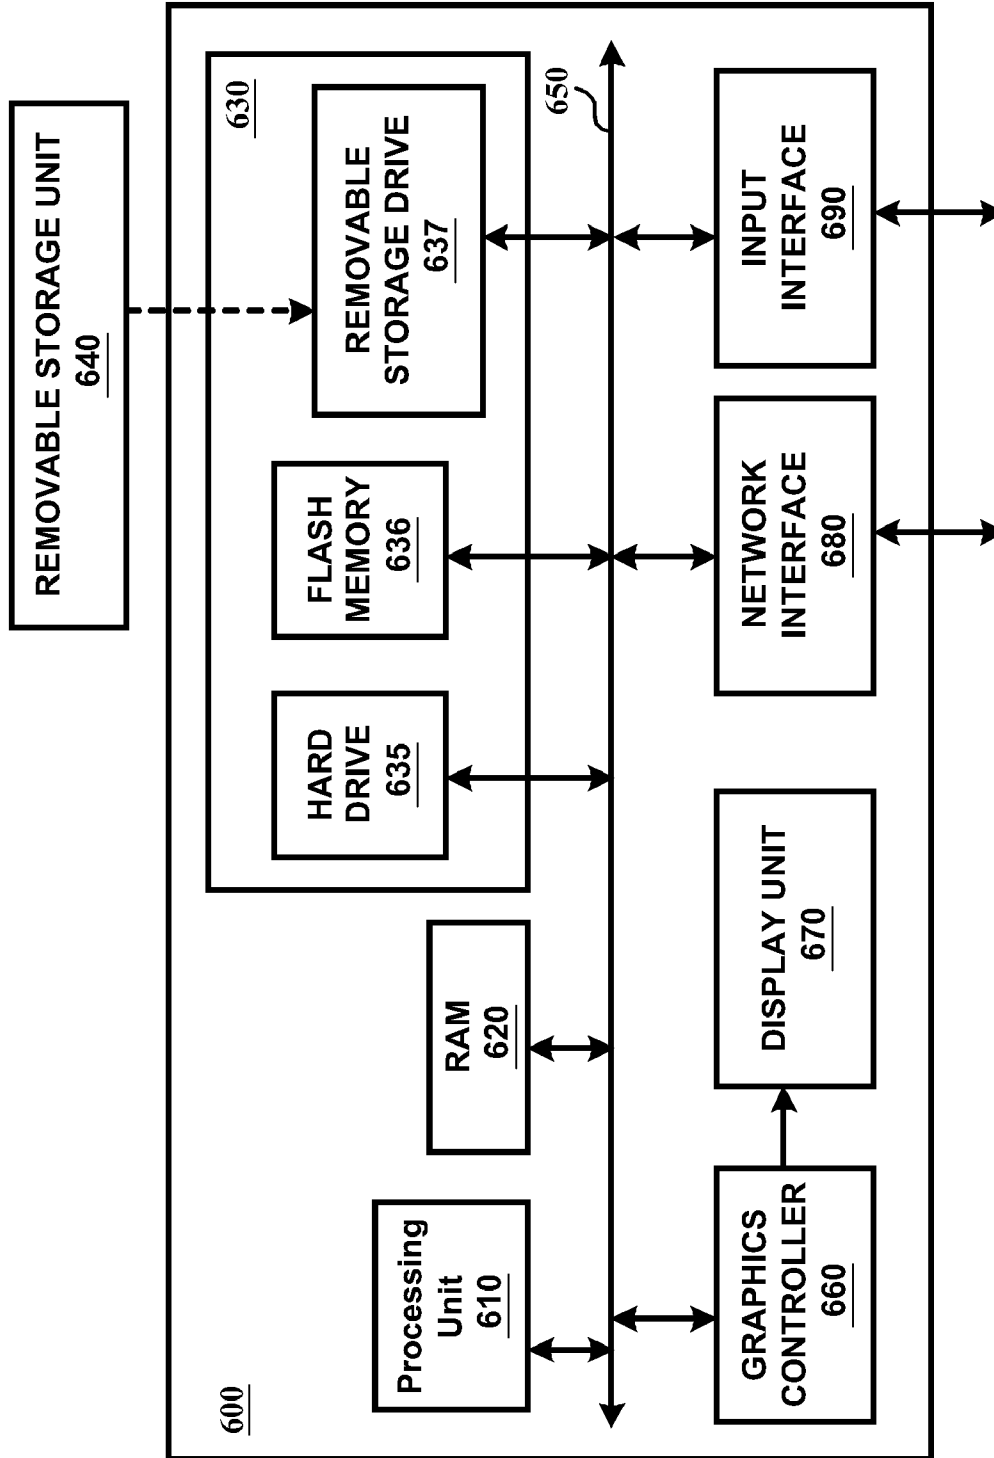 REMOVABLE STORAGE UNIT
640
630
REMOVABLE
STORAGE DRIVE
637
FLASH
MEMORY
636
HARD
DRIVE
635
RAM
620
Processing
Unit
610
600
650
GRAPHICS
CONTROLLER
660
DISPLAY UNIT
670
NETWORK
INTERFACE
680
INPUT
INTERFACE
690